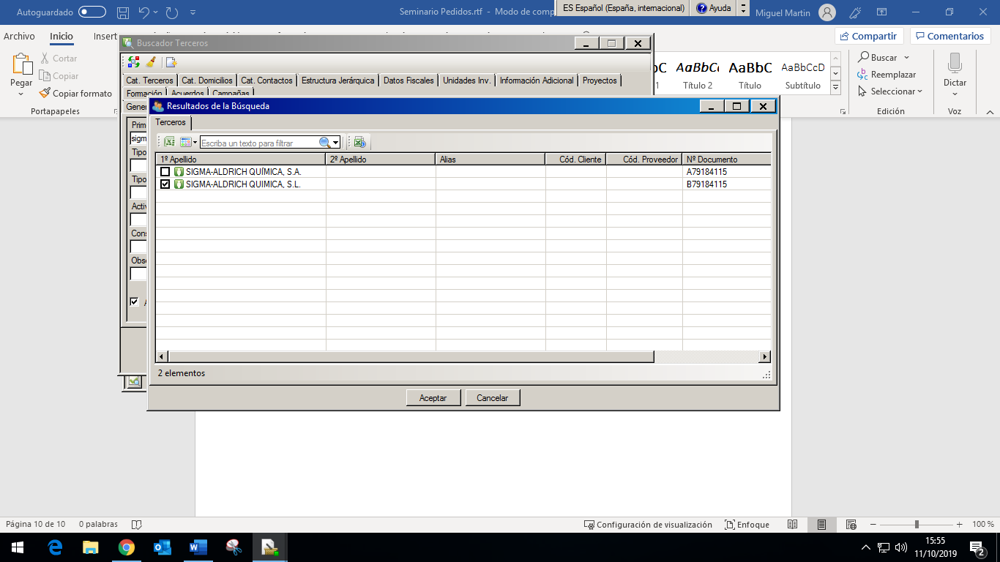 Autoguardado
Seminario Pedidos.rtf - Modo de comp
ES Español (España, internacional)
Ayuda
Miguel Martin
Archivo
Inicio
Insert
Compartir
Comentarios
Pegar
Cortar
Copiar
Copiar formato
Portapapeles
AaBbC
Título 2
Título
AaBbCcD
Subtítulo
Buscar
Reemplazar
Seleccionar
Edición
Dictar
Voz
Buscador Terceros
Cat. Terceros
Cat. Domicilios
Cat. Contactos
Estructura Jerárquica
Datos Fiscales
Unidades Inv.
Información Adicional
Proyectos
Formación
Acuerdos
Campañas
Gener
Prim
sigm
Tipo
Tipo
Activ
Cons
Obse
Resultados de la Búsqueda
Terceros
Escriba un texto para filtrar
1º Apellido 2º Apellido Alias Cód. Cliente Cód. Proveedor Nº Documento
SIGMA-ALDRICH QUÍMICA, S.A. A79184115
SIGMA-ALDRICH QUIMICA, S.L. B79184115
2 elementos
Aceptar
Cancelar
Página 10 de 10
0 palabras
Configuración de visualización
Enfoque
100 %
15:55
11/10/2019
2